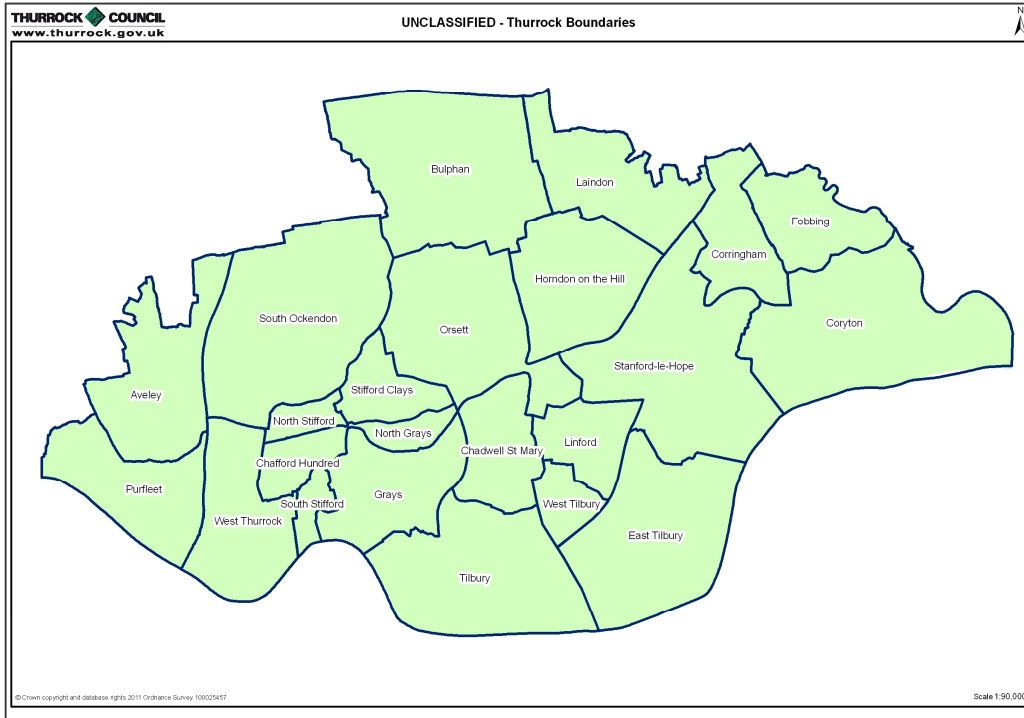 THURROCK COUNCIL
www.thurrock.gov.uk
UNCLASSIFIED - Thurrock Boundaries
N
Bulphan
Laindon
Fobbing
Corringham
Horndon on the Hill
South Ockendon
Orsett
Coryton
Stanford-le-Hope
Aveley
Stifford Clays
North Stifford
North Grays
Linford
Chadwell St Mary
Chafford Hundred
Purfleet
Grays
South Stifford
West Tilbury
West Thurrock
East Tilbury
Tilbury
© Crown copyright and database rights 2011 Ordnance Survey 100025457
Scale 1:90,000